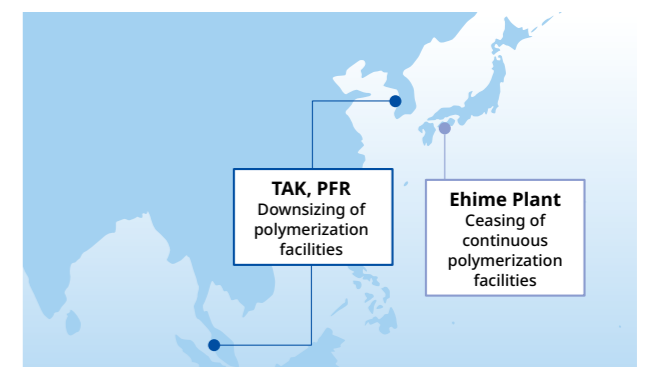 TAK, PFR
Downsizing of
polymerization
facilities
Ehime Plant
Ceasing of
continuous
polymerization
facilities